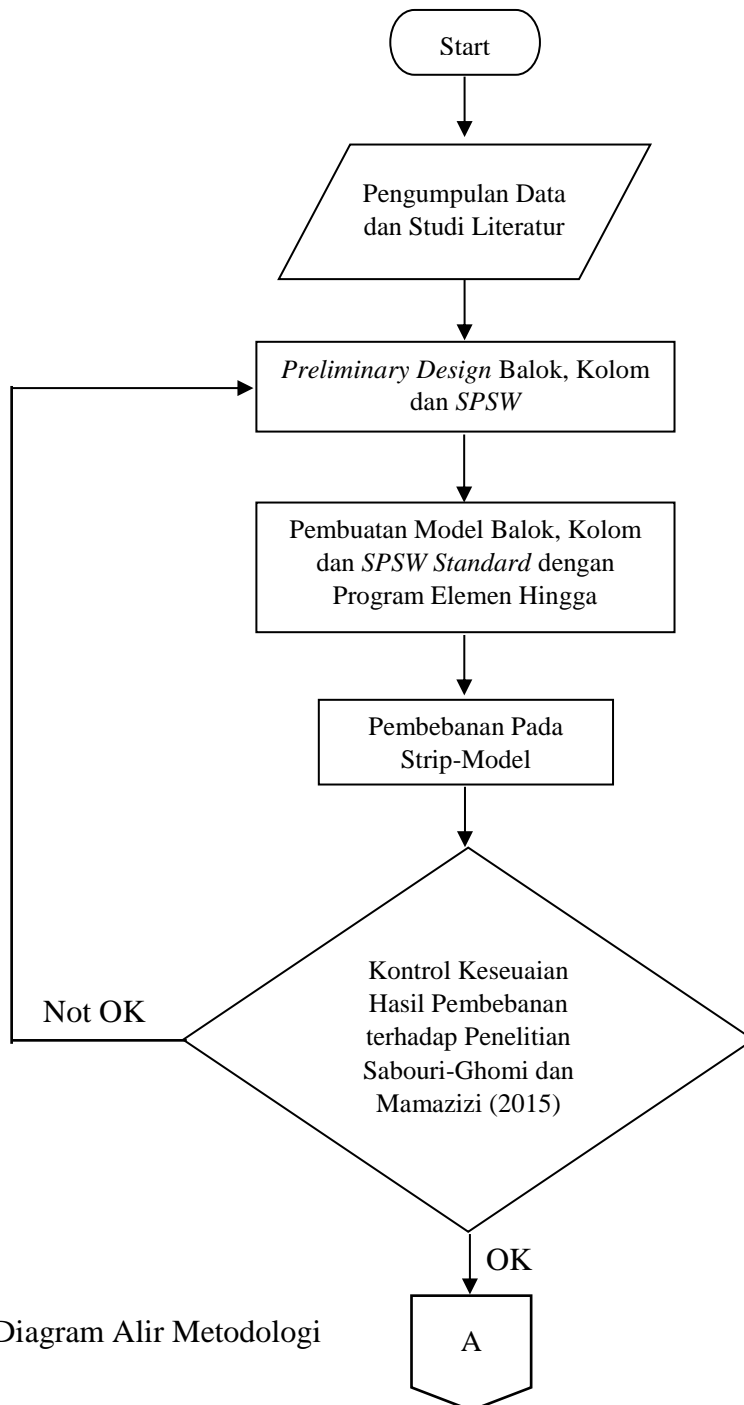 Start
Pengumpulan Data
dan Studi Literatur
Preliminary Design Balok, Kolom
dan SPSW
Pembuatan Model Balok, Kolom
dan SPSW Standard dengan
Program Elemen Hingga
Pembebanan Pada
Strip-Model
Kontrol Keseuaian
Hasil Pembebanan
terhadap Penelitian
Sabouri-Ghomi dan
Mamazizi (2015)
Not OK
OK
A
Diagram Alir Metodologi